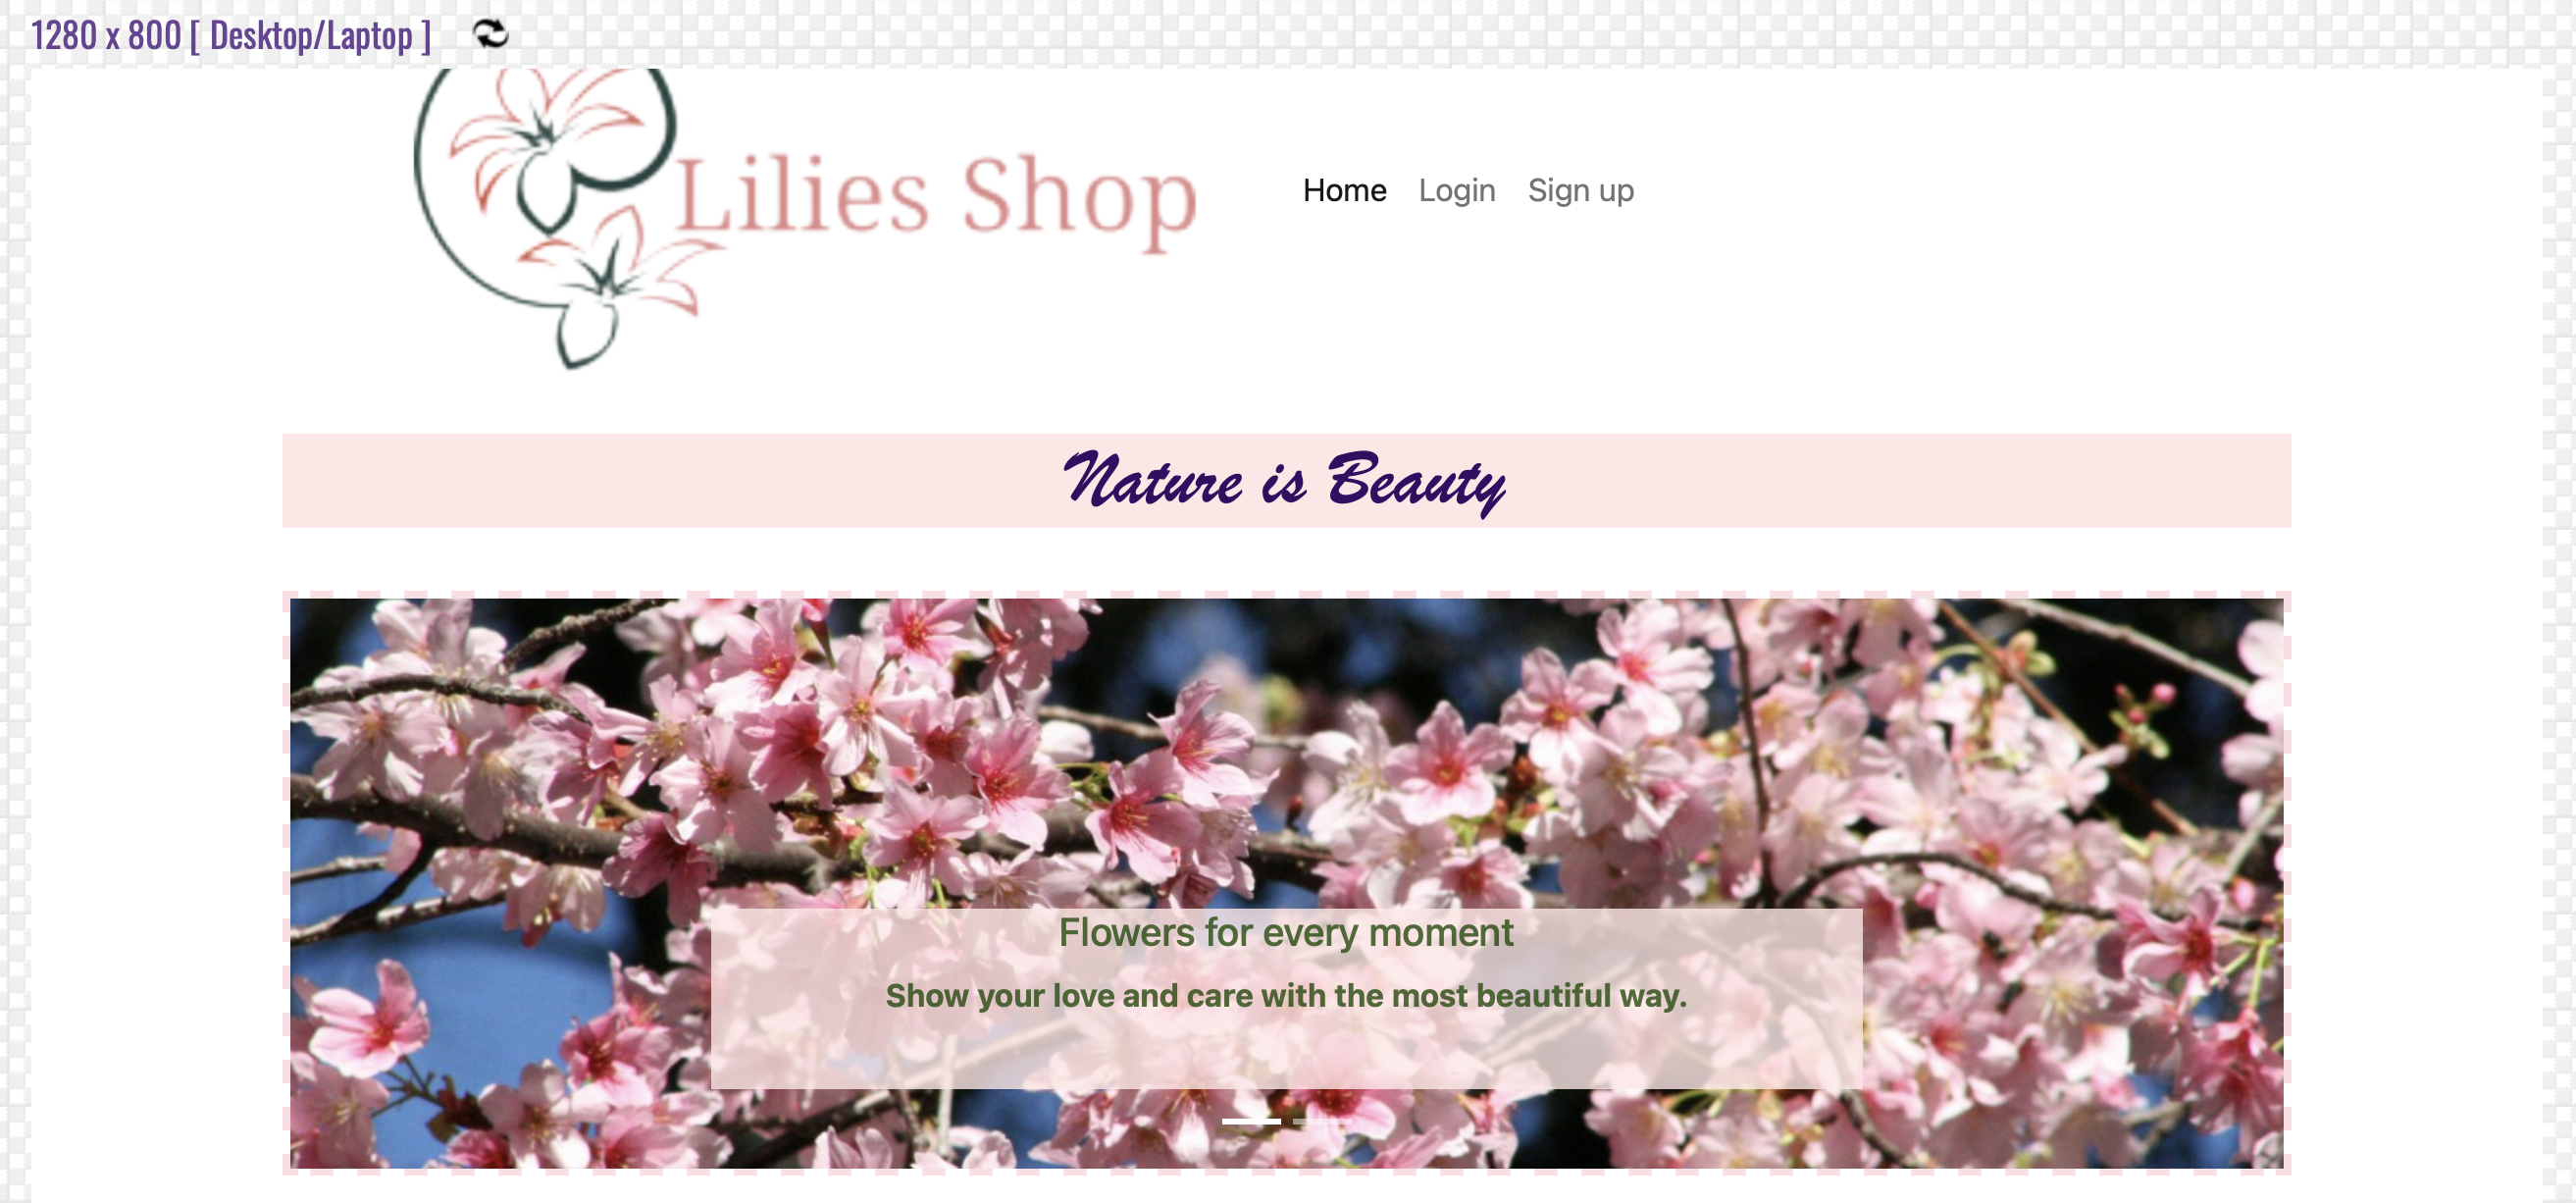 1280 x 800 [ Desktop/Laptop ]
Lilies Shop
Home Login Sign up
Nature is Beauty
Flowers for every moment
Show your love and care with the most beautiful way.